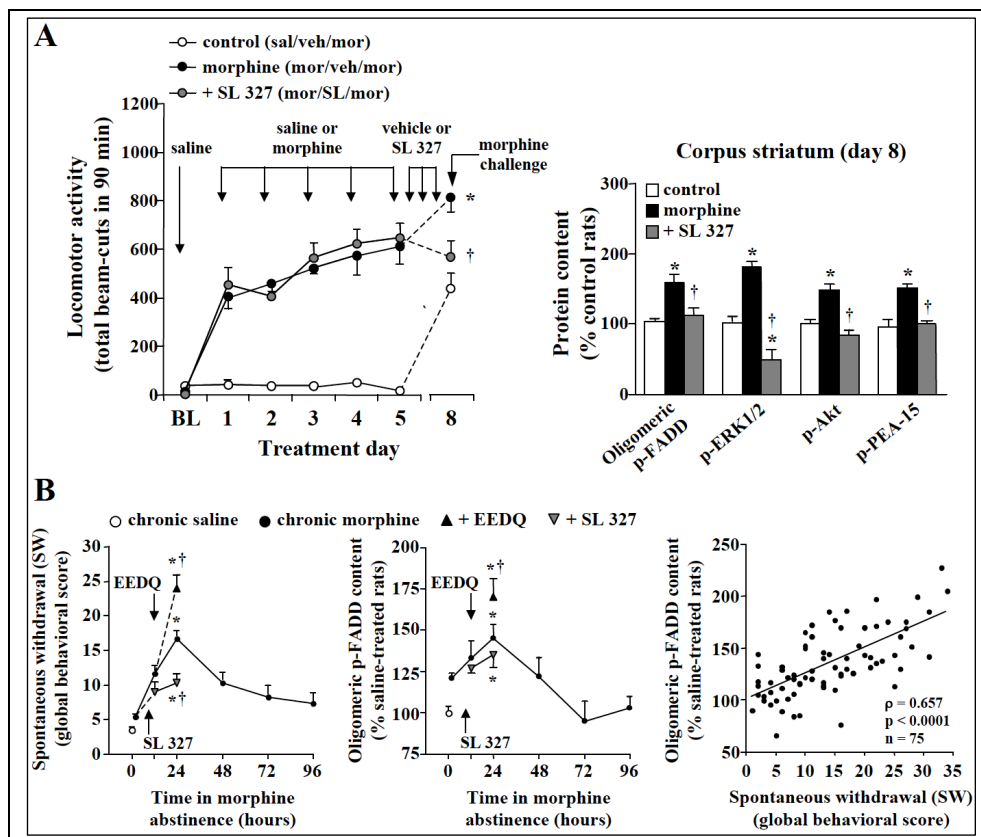 A
control (sal/veh/mor)
morphine (mor/veh/mor)
+ SL 327 (mor/SL/mor)
Locomotor activity
(total beam-cuts in 90 min)
1200
1000
800
600
400
200
0
saline
saline or
morphine
vehicle or
SL 327
morphine
challenge
*
†
BL 1 2 3 4 5 8
Treatment day
Corpus striatum (day 8)
control
morphine
+ SL 327
Protein content
(% control rats)
300
200
100
0
* † * † * † * †
*
Oligomeric
p-FADD
p-ERK1/2
p-Akt
p-PEA-15
B
chronic saline chronic morphine + EEDQ + SL 327
Spontaneous withdrawal (SW)
(global behavioral score)
30
25
20
15
10
5
0
EEDQ
*†
*
*†
SL 327
0 24 48 72 96
Time in morphine
abstinence (hours)
Oligomeric p-FADD content
(% saline-treated rats)
200
175
150
125
100
75
EEDQ
*†
*
*
SL 327
0 24 48 72 96
Time in morphine
abstinence (hours)
Oligomeric p-FADD content
(% saline-treated rats)
250
200
150
100
50
ρ = 0.657
p < 0.0001
n = 75
0 5 10 15 20 25 30 35
Spontaneous withdrawal (SW)
(global behavioral score)